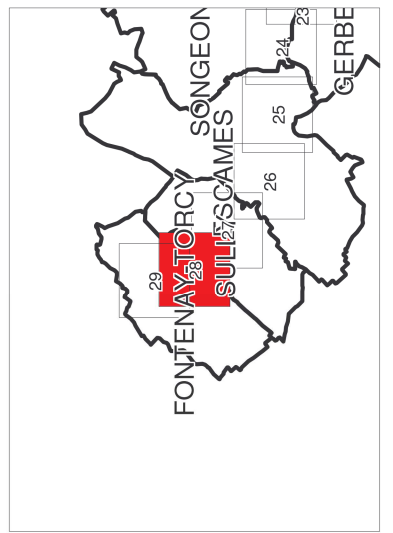 29
FONTENAY-TORCY
28
SONGEON
SULLY
ESCAMES
27
26
25
24
23
GERBE